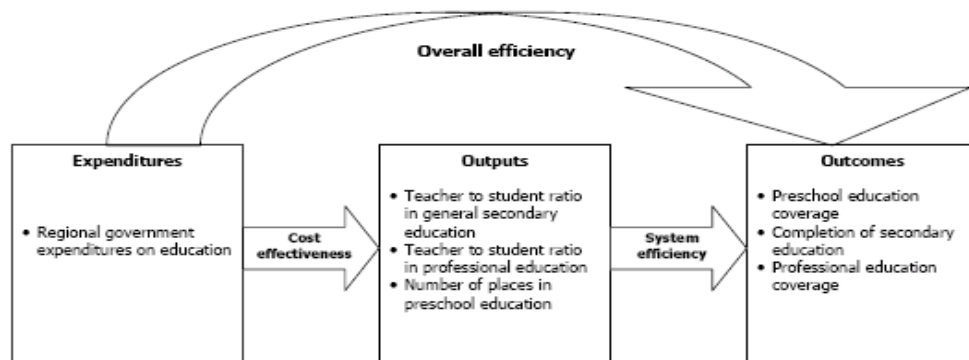 Overall efficiency
Expenditures
• Regional government
expenditures on education
Cost
effectiveness
Outputs
• Teacher to student ratio
in general secondary
education
• Teacher to student ratio
in professional education
• Number of places in
preschool education
System
efficiency
Outcomes
• Preschool education
coverage
• Completion of secondary
education
• Professional education
coverage